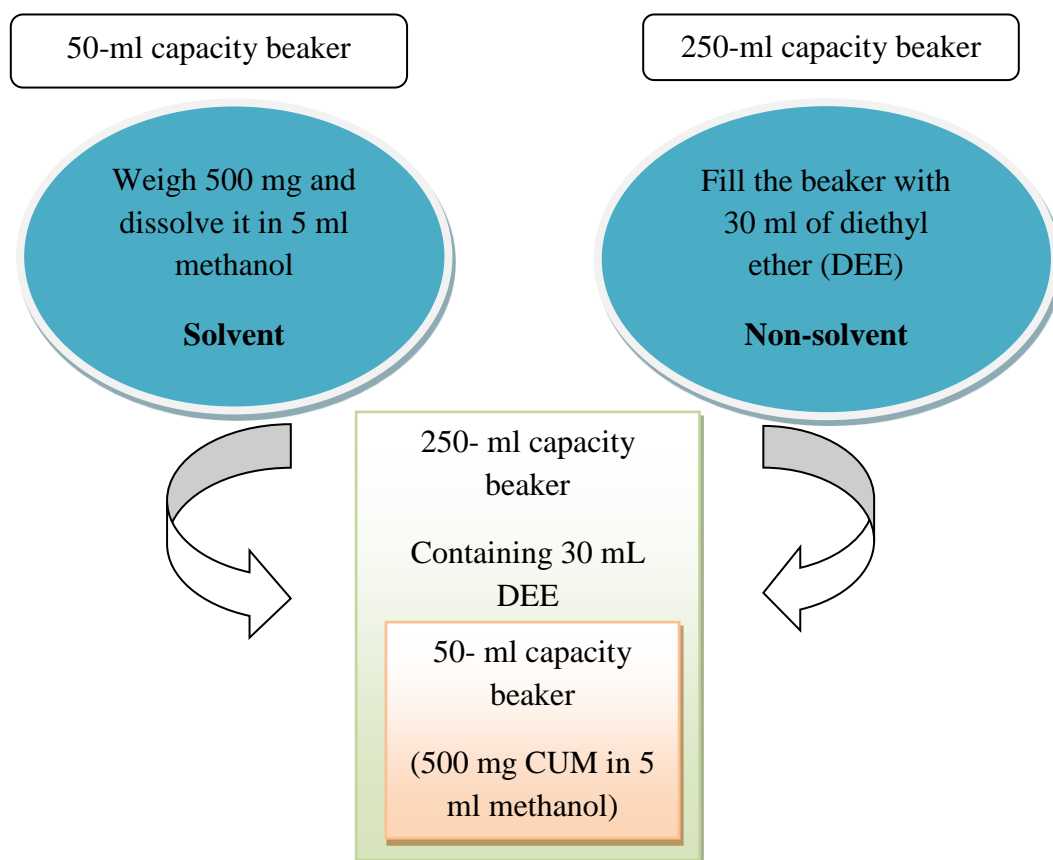 50-ml capacity beaker
250-ml capacity beaker
Weigh 500 mg and
dissolve it in 5 ml
methanol
Solvent
Fill the beaker with
30 ml of diethyl
ether (DEE)
Non-solvent
250- ml capacity
beaker
Containing 30 mL
DEE
50- ml capacity
beaker
(500 mg CUM in 5
ml methanol)